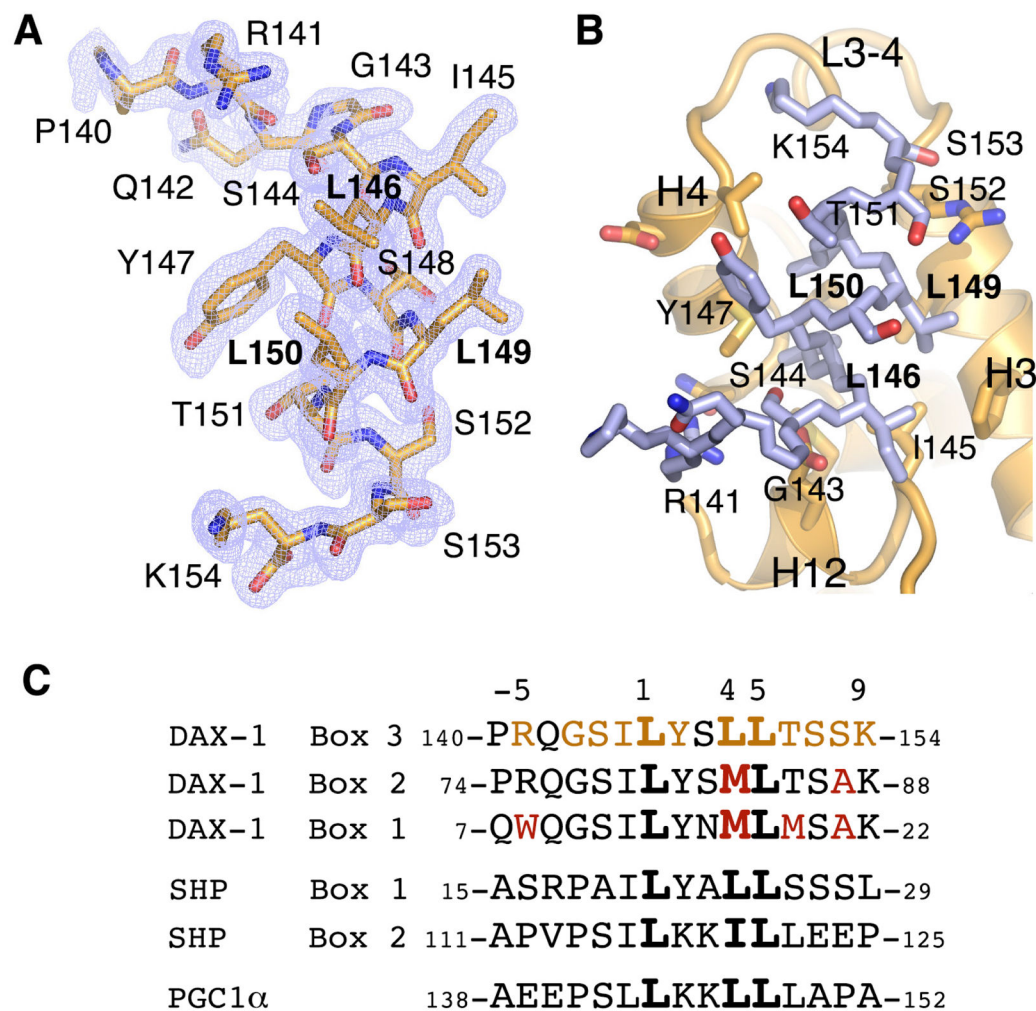 A
R141
G143
I145
P140
Q142
S144
L146
Y147
S148
L150
L149
T151
S152
S153
K154
B
L3-4
K154
S153
H4
T151
S152
Y147
L150
L149
S144
L146
H3
R141
G143
I145
H12
C
-5 1 4 5 9
DAX-1 Box 3 140-PRQGSILYSLLTSSK-154
DAX-1 Box 2 74-PRQGSILYSMLTSAK-88
DAX-1 Box 1 7-QWQGSILYNMLMSAK-22
SHP Box 1 15-ASRPAILYALLSSSL-29
SHP Box 2 111-APVPSILKKILLEEP-125
PGC1α 138-AEEPSLLKKLLLAPA-152